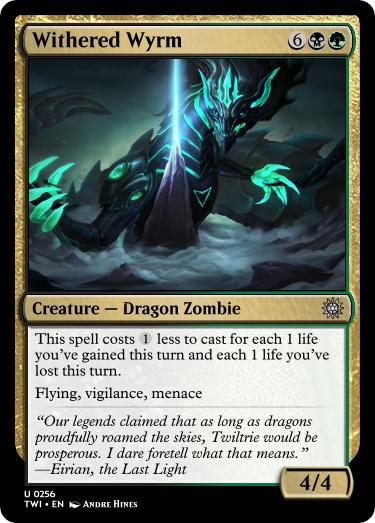 Withered Wyrm 6
Creature — Dragon Zombie
This spell costs 1 less to cast for each 1 life
you've gained this turn and each 1 life you've
lost this turn.
Flying, vigilance, menace
“Our legends claimed that as long as dragons
proudfully roamed the skies, Twiltrie would be
prosperous. I dare foretell what that means.”
—Eirian, the Last Light
4/4
U 0256
TWI • EN Andre Hines